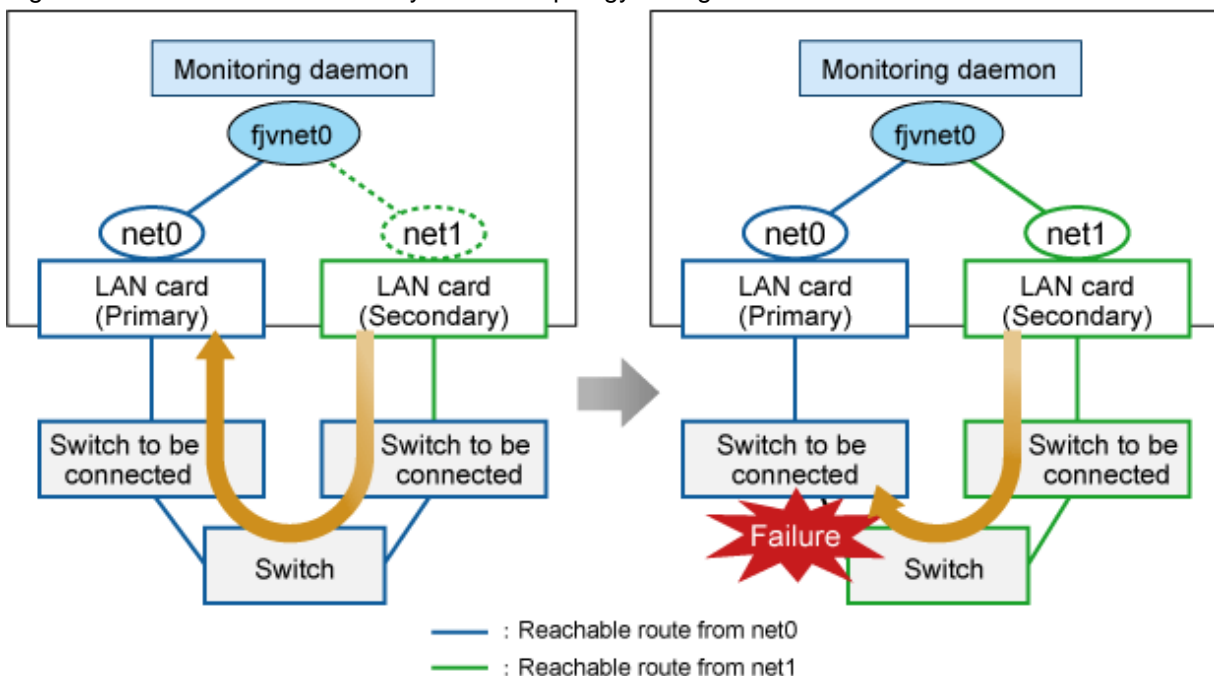 Monitoring daemon
fjvnet0
net0
net1
LAN card
(Primary)
LAN card
(Secondary)
Switch to be
connected
Switch to be
connected
Switch
Monitoring daemon
fjvnet0
net0
net1
LAN card
(Primary)
LAN card
(Secondary)
Switch to be
connected
Switch to be
connected
Failure
Switch
: Reachable route from net0
: Reachable route from net1